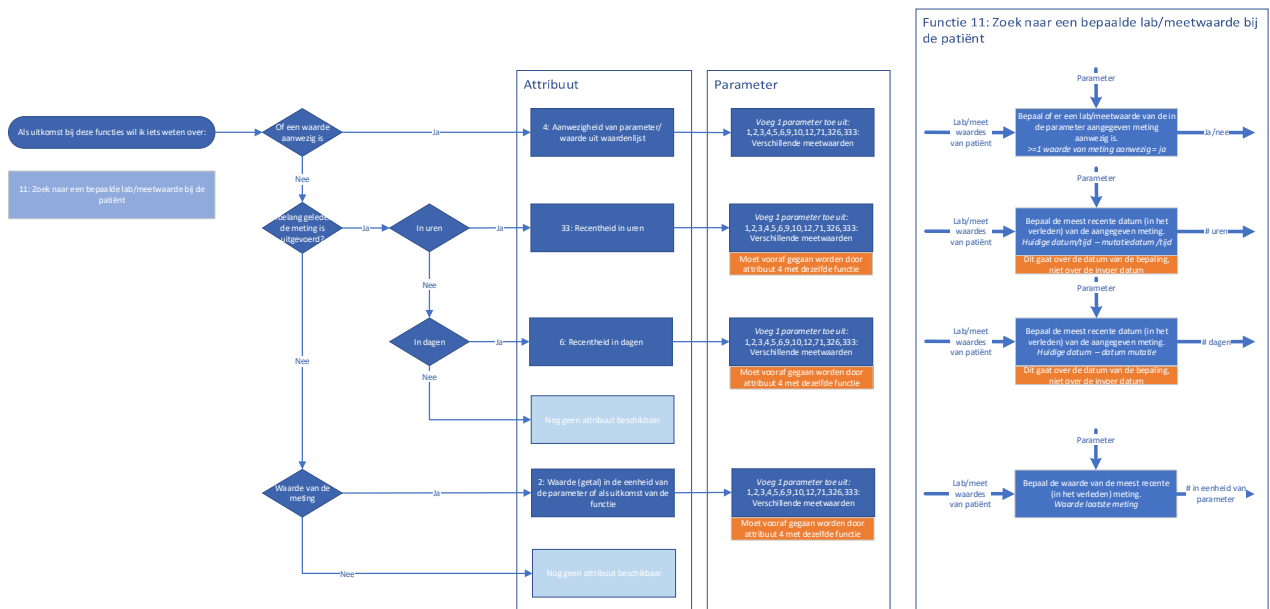 Functie 11: Zoek naar een bepaalde lab/meetwaarde bij
de patiënt
Attribuut
Parameter
Als uitkomst bij deze functies wil ik iets weten over:
Of een waarde
aanwezig is
Ja
4: Aanwezigheid van parameter/
waarde uit waardenlijst
Voeg 1 parameter toe uit:
1,2,3,4,5,6,9,10,12,71,326,333:
Verschillende meetwaarden
Parameter
Lab/meet
waardes
van patiënt
Bepaal of er een lab/meetwaarde van de in
de parameter aangegeven meting
aanwezig is.
>=1 waarde van meting aanwezig = ja
Ja/nee
Nee
11: Zoek naar een bepaalde lab/meetwaarde bij de
patiënt
oelang gelede
de meting is
uitgevoerd?
Ja
In uren
Ja
33: Recentheid in uren
Voeg 1 parameter toe uit:
1,2,3,4,5,6,9,10,12,71,326,333:
Verschillende meetwaarden
Moet vooraf gegaan worden door
attribuut 4 met dezelfde functie
Parameter
Lab/meet
waardes
van patiënt
Bepaal de meest recente datum (in het
verleden) van de aangegeven meting.
Huidige datum/tijd – mutatiedatum /tijd
Dit gaat over de datum van de bepaling,
niet over de invoer datum
# uren
Nee
In dagen
Ja
6: Recentheid in dagen
Voeg 1 parameter toe uit:
1,2,3,4,5,6,9,10,12,71,326,333:
Verschillende meetwaarden
Moet vooraf gegaan worden door
attribuut 4 met dezelfde functie
Parameter
Lab/meet
waardes
van patiënt
Bepaal de meest recente datum (in het
verleden) van de aangegeven meting.
Huidige datum – datum mutatie
Dit gaat over de datum van de bepaling,
niet over de invoer datum
# dagen
Nee
Nee
Nog geen attribuut beschikbaar
Waarde van de
meting
Ja
2: Waarde (getal) in de eenheid van
de parameter of als uitkomst van de
functie
Voeg 1 parameter toe uit:
1,2,3,4,5,6,9,10,12,71,326,333:
Verschillende meetwaarden
Moet vooraf gegaan worden door
attribuut 4 met dezelfde functie
Parameter
Lab/meet
waardes
van patiënt
Bepaal de waarde van de meest recente
(in het verleden) meting.
Waarde laatste meting
# in eenheid van
parameter
Nee
Nog geen attribuut beschikbaar